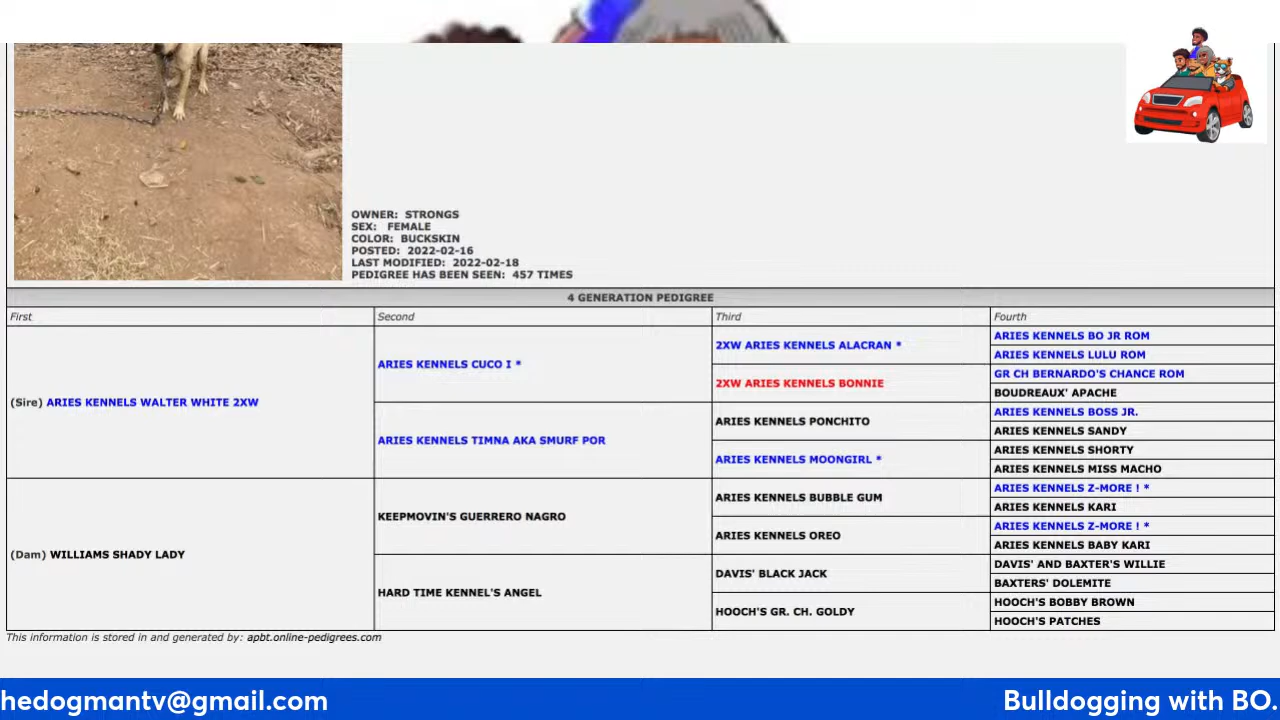 OWNER: STRONGS
SEX: FEMALE
COLOR: BUCKSKIN
POSTED: 2022-02-16
LAST MODIFIED: 2022-02-18
PEDIGREE HAS BEEN SEEN: 457 TIMES
4 GENERATION PEDIGREE
First Second Third Fourth
(Sire) ARIES KENNELS WALTER WHITE 2XW
(Dam) WILLIAMS SHADY LADY
ARIES KENNELS CUCO I *
ARIES KENNELS TIMNA AKA SMURF POR
KEEPMOVIN'S GUERRERO NAGRO
HARD TIME KENNEL'S ANGEL
2XW ARIES KENNELS ALACRAN *
2XW ARIES KENNELS BONNIE
ARIES KENNELS PONCHITO
ARIES KENNELS MOONGIRL *
ARIES KENNELS BUBBLE GUM
ARIES KENNELS OREO
DAVIS' BLACK JACK
HOOCH'S GR. CH. GOLDY
ARIES KENNELS BO JR ROM
ARIES KENNELS LULU ROM
GR CH BERNARDO'S CHANCE ROM
BOUDREAUX' APACHE
ARIES KENNELS BOSS JR.
ARIES KENNELS SANDY
ARIES KENNELS SHORTY
ARIES KENNELS MISS MACHO
ARIES KENNELS Z-MORE ! *
ARIES KENNELS KARI
ARIES KENNELS Z-MORE ! *
ARIES KENNELS BABY KARI
DAVIS' AND BAXTER'S WILLIE
BAXTERS' DOLEMITE
HOOCH'S BOBBY BROWN
HOOCH'S PATCHES
This information is stored in and generated by: apbt.online-pedigrees.com
hedogmantv@gmail.com
Bulldogging with BO.